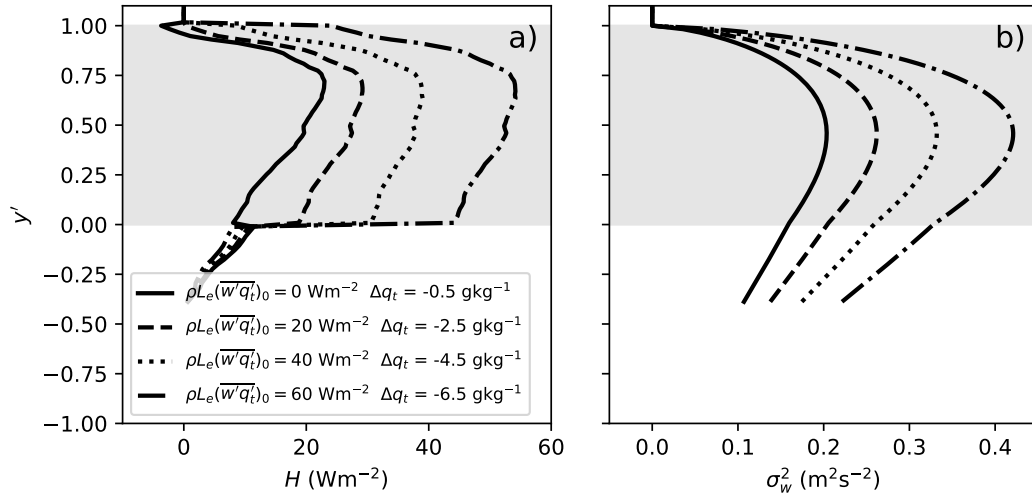 a)
b)
1.00
0.75
0.50
0.25
0.00
−0.25
−0.50
−0.75
−1.00
y′
ρLₑ(w′q′ₜ)₀ = 0 Wm⁻² Δqₜ = -0.5 gkg⁻¹
ρLₑ(w′q′ₜ)₀ = 20 Wm⁻² Δqₜ = -2.5 gkg⁻¹
ρLₑ(w′q′ₜ)₀ = 40 Wm⁻² Δqₜ = -4.5 gkg⁻¹
ρLₑ(w′q′ₜ)₀ = 60 Wm⁻² Δqₜ = -6.5 gkg⁻¹
0 20 40 60
H (Wm⁻²)
0.0 0.1 0.2 0.3 0.4
σ²_w (m²s⁻²)